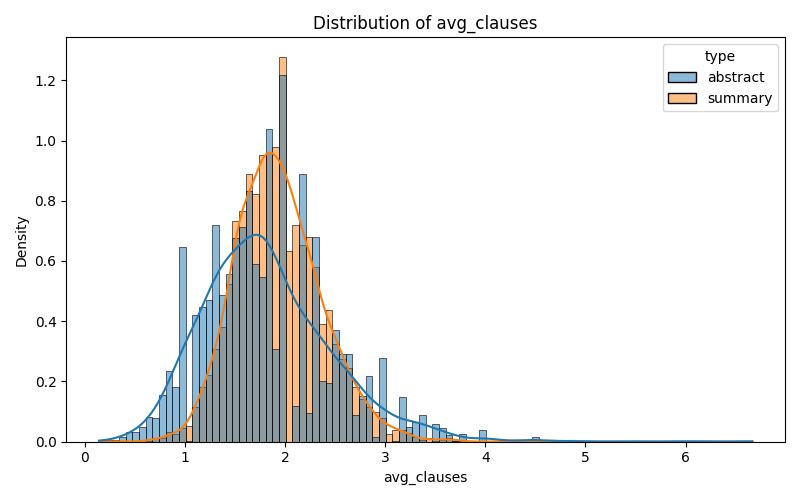 Distribution of avg_clauses
type
abstract
summary
Density
1.2
1.0
0.8
0.6
0.4
0.2
0.0
0 1 2 3 4 5 6
avg_clauses